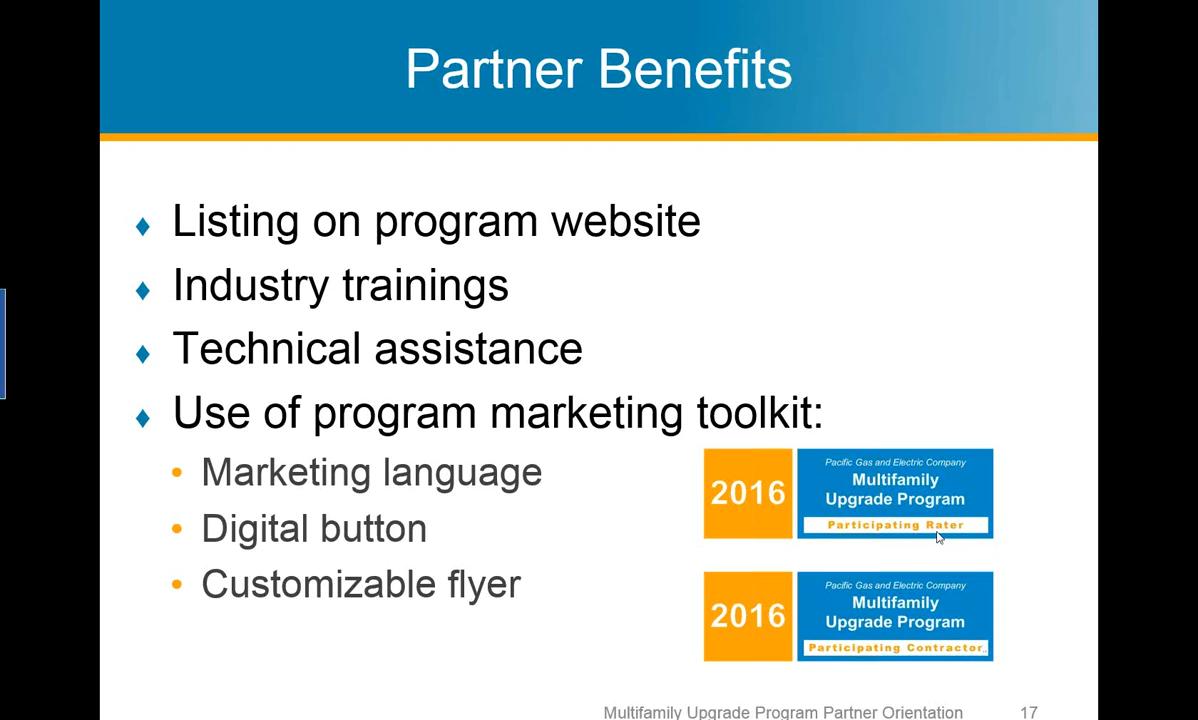 Partner Benefits
Listing on program website
Industry trainings
Technical assistance
Use of program marketing toolkit:
Marketing language
Digital button
Customizable flyer
2016
Pacific Gas and Electric Company
Multifamily
Upgrade Program
Participating Rater
2016
Pacific Gas and Electric Company
Multifamily
Upgrade Program
Participating Contractor
Multifamily Upgrade Program Partner Orientation 17